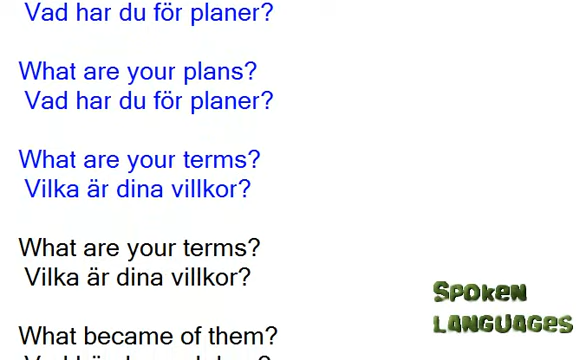 Vad har du för planer?
What are your plans?
Vad har du för planer?
What are your terms?
Vilka är dina villkor?
What are your terms?
Vilka är dina villkor?
What became of them?
Spoken
Languages